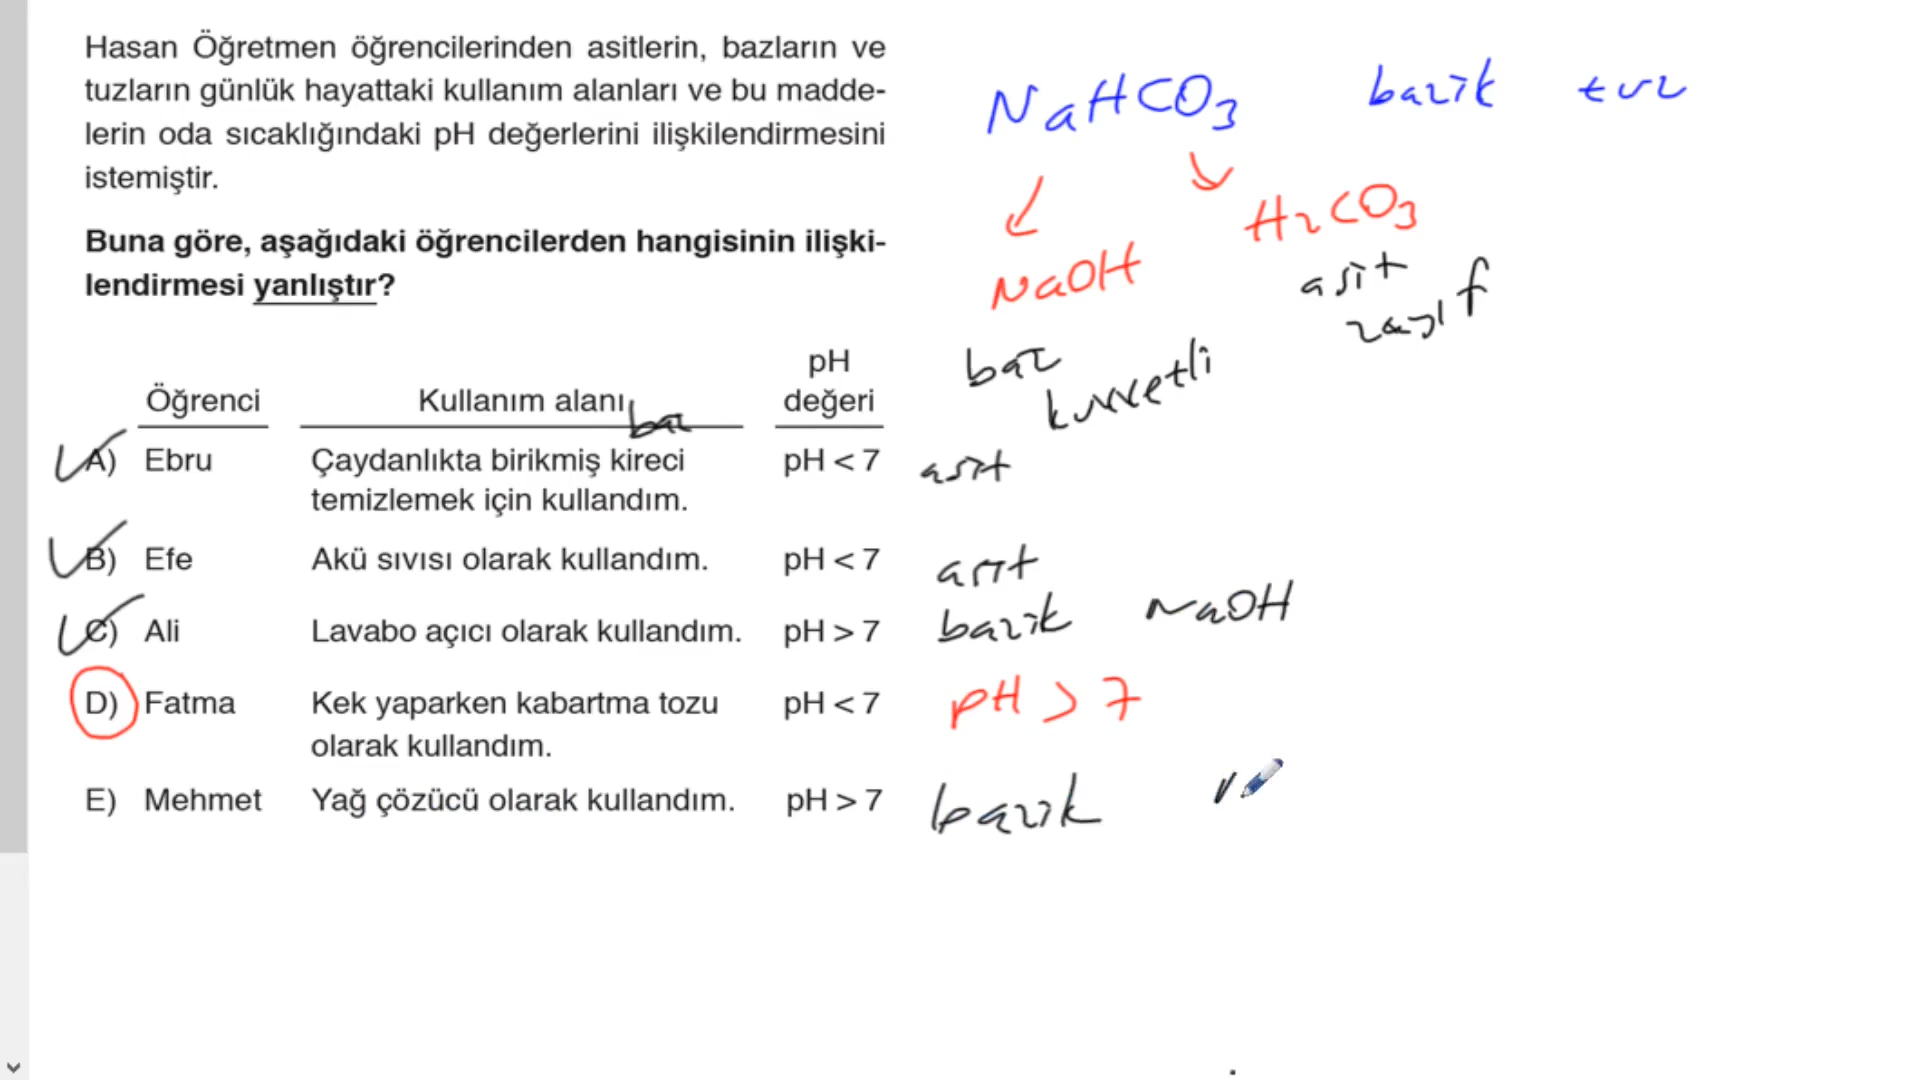 Hasan Öğretmen öğrencilerinden asitlerin, bazların ve
tuzların günlük hayattaki kullanım alanları ve bu madde-
lerin oda sıcaklığındaki pH değerlerini ilişkilendirmesini
istemiştir.
Buna göre, aşağıdaki öğrencilerden hangisinin ilişki-
lendirmesi yanlıştır?
Öğrenci Kullanım alanı pH değeri
baz
A) Ebru Çaydanlıkta birikmiş kireci pH < 7 asit
temizlemek için kullandım.
B) Efe Akü sıvısı olarak kullandım. pH < 7 asit
C) Ali Lavabo açıcı olarak kullandım. pH > 7 bazik NaOH
D) Fatma Kek yaparken kabartma tozu pH < 7 pH > 7
olarak kullandım.
E) Mehmet Yağ çözücü olarak kullandım. pH > 7 bazik
NaHCO3 bazik tuz
NaOH H2CO3
baz kuvvetli
asit zayıf